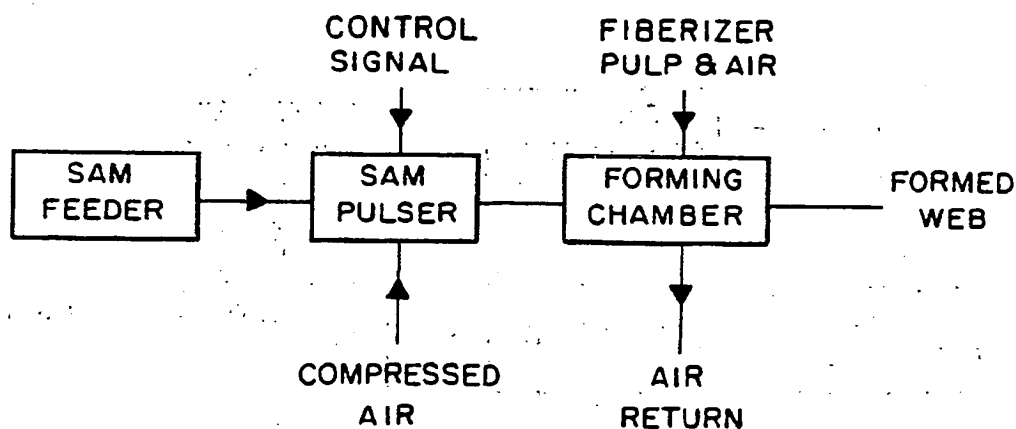 CONTROL
SIGNAL
FIBERIZER
PULP & AIR
SAM
FEEDER
SAM
PULSER
FORMING
CHAMBER
FORMED
WEB
COMPRESSED
AIR
AIR
RETURN